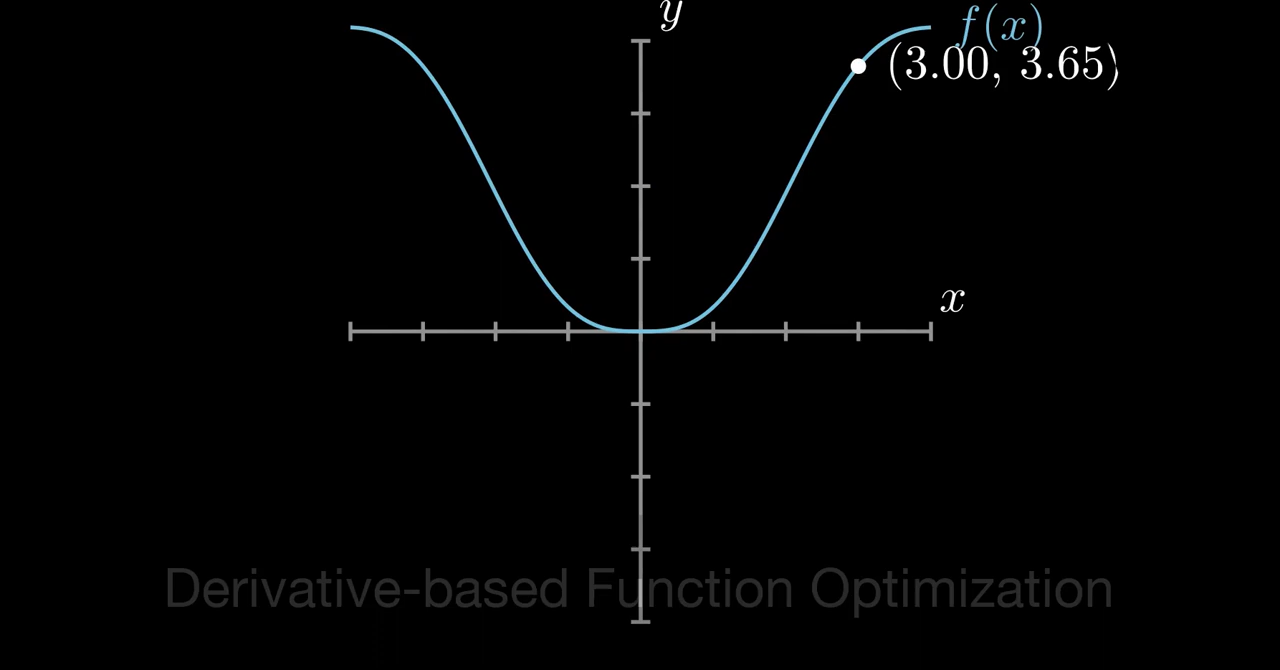 y
f(x)
(3.00, 3.65)
x
Derivative-based Function Optimization